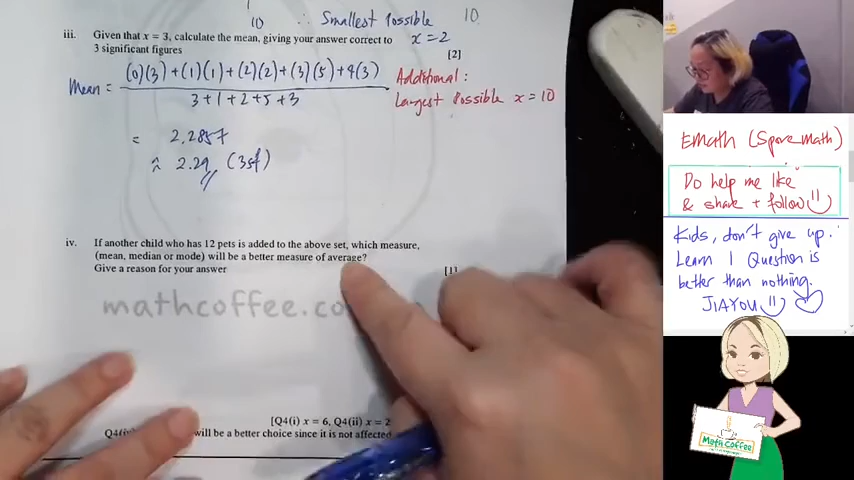 10 ∴ Smallest Possible 10
x = 2
iii. Given that x = 3, calculate the mean, giving your answer correct to
3 significant figures
[2]
Mean = (0)(3) + (1)(1) + (2)(2) + (3)(5) + 4(3)
3 + 1 + 2 + 5 + 3
= 2.2857
≈ 2.29 (3sf)
Additional:
Largest Possible x = 10
iv. If another child who has 12 pets is added to the above set, which measure,
(mean, median or mode) will be a better measure of average?
Give a reason for your answer
[1]
mathcoffee.co
[Q4(i) x = 6, Q4(ii) x = 2
will be a better choice since it is not affected
EMath (Spore Math)
Do help me like
& share + follow
Kids, don't give up.
Learn 1 Question is
better than nothing.
JIAYOU
Math Coffee